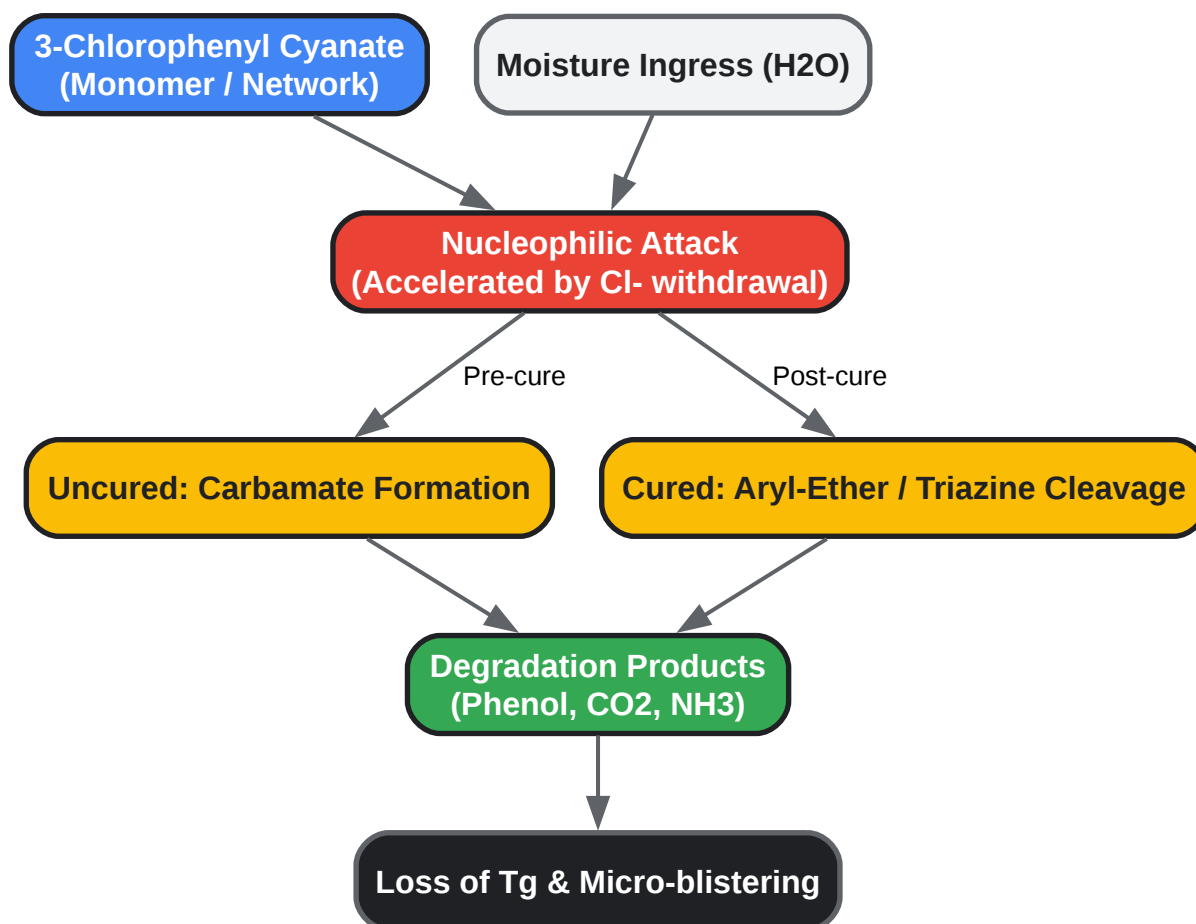 3-Chlorophenyl Cyanate
(Monomer / Network)
Moisture Ingress (H2O)
Nucleophilic Attack
(Accelerated by Cl- withdrawal)
Pre-cure
Post-cure
Uncured: Carbamate Formation
Cured: Aryl-Ether / Triazine Cleavage
Degradation Products
(Phenol, CO2, NH3)
Loss of Tg & Micro-blistering